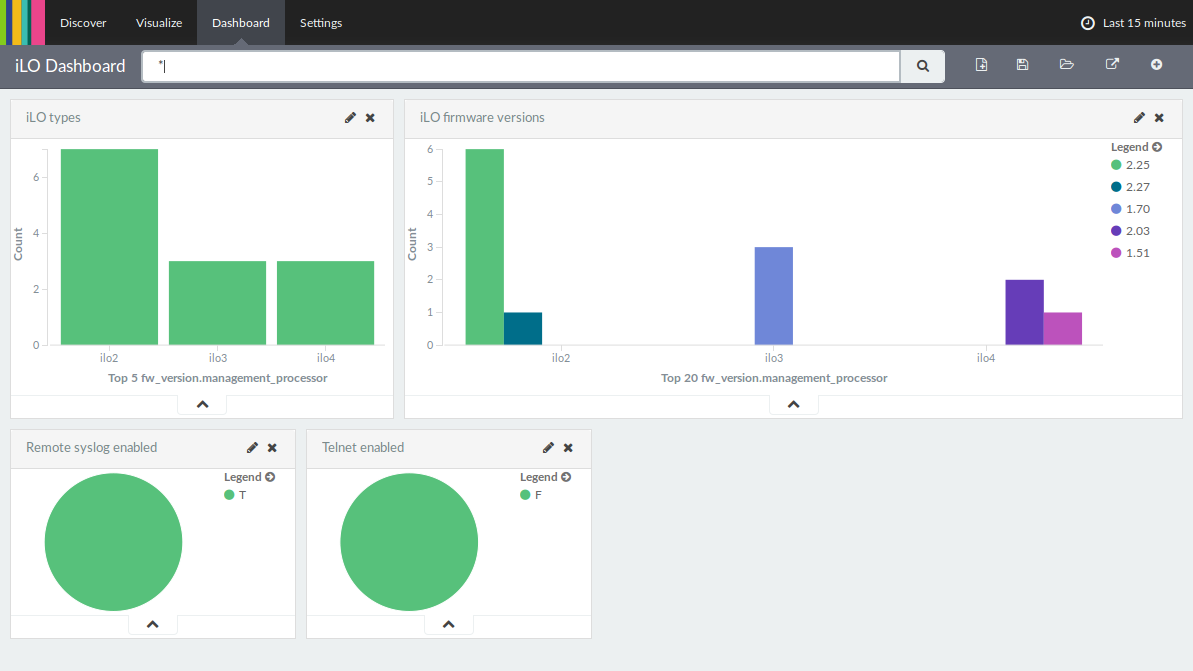 Discover Visualize Dashboard Settings Last 15 minutes
iLO Dashboard *
iLO types
6
4
2
0
Count
ilo2 ilo3 ilo4
Top 5 fw_version.management_processor
iLO firmware versions
6
5
4
3
2
1
0
Count
ilo2 ilo3 ilo4
Top 20 fw_version.management_processor
Legend
2.25
2.27
1.70
2.03
1.51
Remote syslog enabled
Legend
T
Telnet enabled
Legend
F